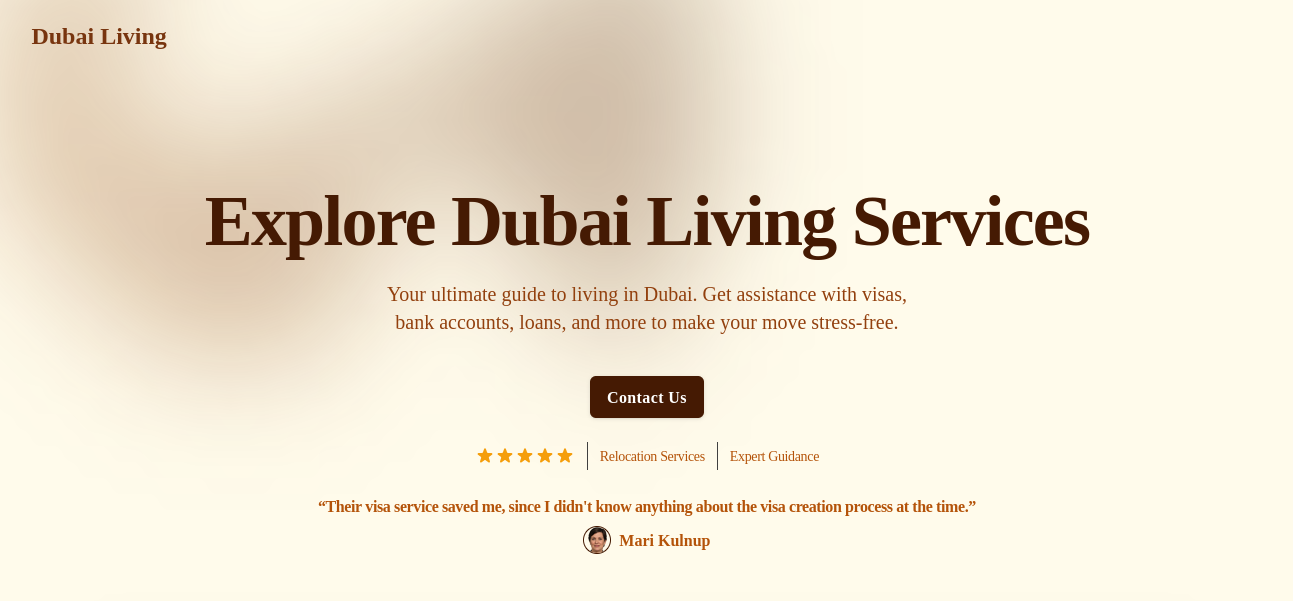 Dubai Living
Explore Dubai Living Services
Your ultimate guide to living in Dubai. Get assistance with visas,
bank accounts, loans, and more to make your move stress-free.
Contact Us
Relocation Services
Expert Guidance
“Their visa service saved me, since I didn't know anything about the visa creation process at the time.”
Mari Kulnup